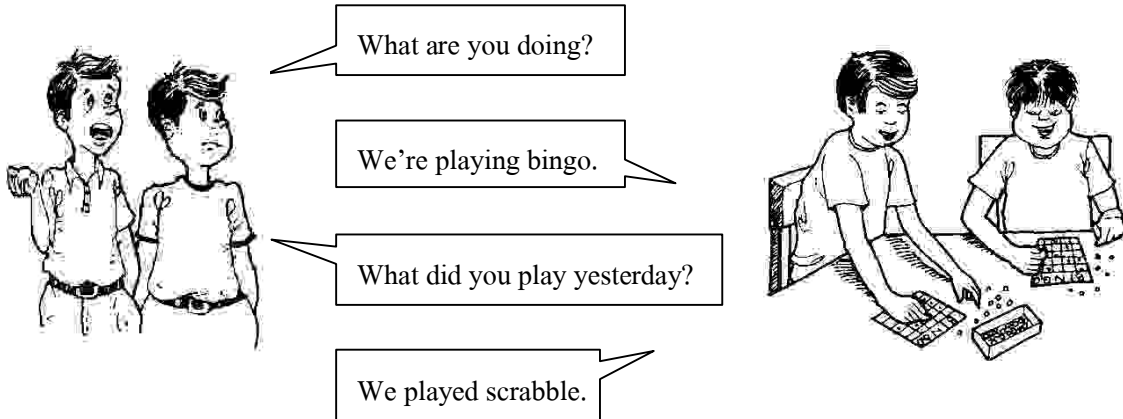 What are you doing?
We’re playing bingo.
What did you play yesterday?
We played scrabble.